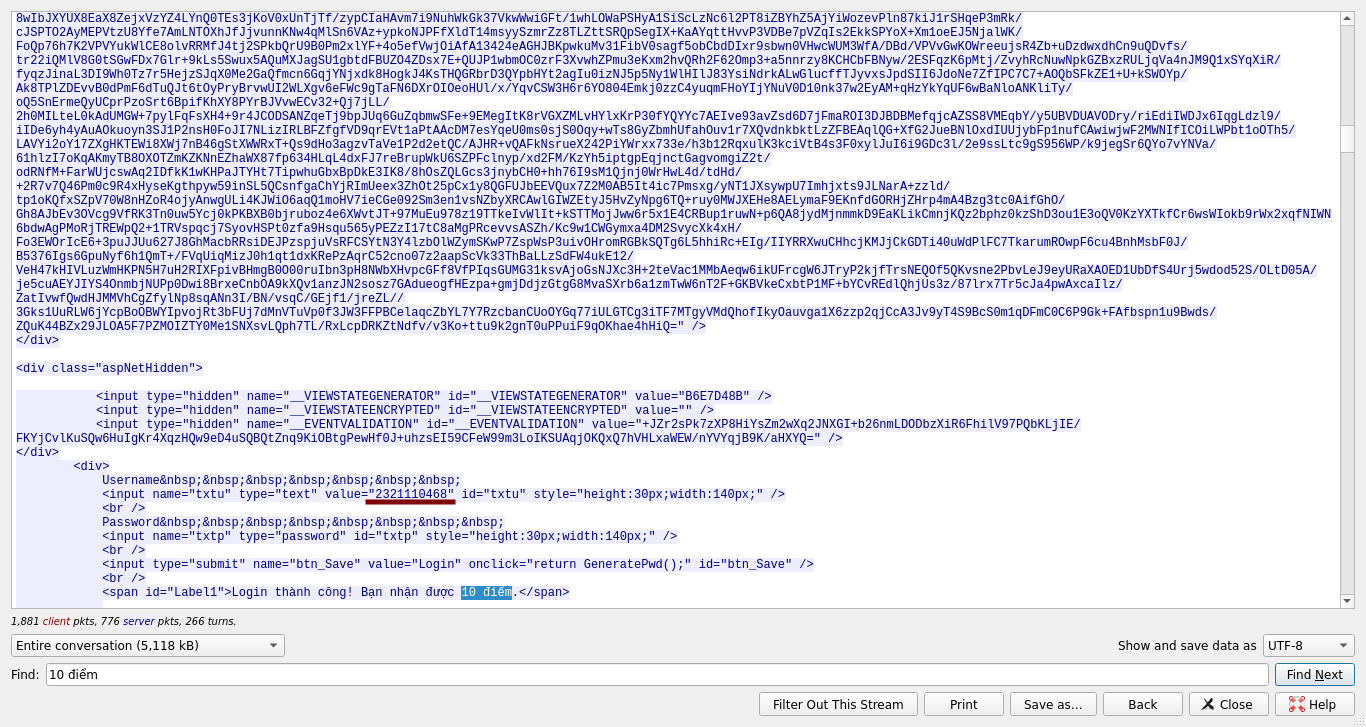 8wIbJXYUX8EaX8ZejxVzYZ4LYnQ0TEs3jKoV0xUnTjTf/zypCIaHAvm7i9NuhWkGk37VkwWwiGFt/1whLOWaPSHyA1SiScLzNc6l2PT8iZBYhZ5AjYiWozevPln87kiJ1rSHqeP3mRk/
cJSPTO2AyMEPVtzU8Yfe7AmLNTOXhJfJjvunnKNw4qMlSn6VAz+ypkoNJPFfXldT14msyySzmrZz8TLZttSRQpSegIX+KaAYqttHvvP3VDBe7pVZqIs2EkkSPYoX+Xm1oeEJ5NjalWK/
FoQp76h7K2VPVYukWlCE8olvRRMfJ4tj2SPkbQrU9B0Pm2xlYF+4o5efVwjOiAfA13424eAGHJBKpwkuMv31FibV0sagf5obCbdDIxr9sbwn0VHwcWUM3WfA/DBd/VPVvGwKOWreeujsR4Zb+uDzdwxdhCn9uQDvfs/
tr22iQMlV8G0tSGwFDx7Glr+9kLs5Swux5AQuMXJagSU1gbtdFBUZO4ZDsx7E+QUJP1wbmOC0zrF3XvwhZPmu3eKxm2hvQRh2F62Omp3+a5nnrzy8KCHCbFBNyw/2ESFqzK6pMtj/ZvyhRcNuwNpkGZBxzRULjqVa4nJM9Q1xSYqXiR/
fyqzJinaL3DI9Wh0Tz7r5HejzSJqX0Me2GaQfmcn6GqjYNjxdk8HogkJ4KsTHQGRbrD3QYpbHYt2agIu0izNJ5p5Ny1WlHIlJ83YsiNdrkALwGlucffTJyvxsJpdSII6JdoNe7ZfIPC7C7+AOQbSFkZE1+U+kSWOYp/
Ak8TPlZDEvvB0dPmF6dTuQJt6tOyPryBrvwUI2WLXgv6eFWc9gTaFN6DXrOIOeoHUl/x/YqvCSW3H6r6YO804Emkj0zzC4yuqmFHoYIjYNuV0D10nk37w2EyAM+qHzYkYqUF6wBaNloANKliTy/
oQ5SnErmeQyUCprPzoSrt6BpifKhXY8PYrBJVvwECv32+Qj7jLL/
2h0MILteL0kAdUMGW+7pylFqFsXH4+9r4JCODSANZqeTj9bpJUq6GuZqbmwSFe+9EMegItK8rVGXZMLvHYlxKrP30fYQYYc7AEIve93avZsd6D7jFmaROI3DJBDBMefqjcAZSS8VMEqbY/y5UBVDUAVODry/riEdiIWDJx6IqgLdzl9/
iIDe6yh4yAuAOkuoyn3SJ1P2nsH0FoJI7NLizIRLBFZfgfVD9qrEVt1aPtAAcDM7esYqeU0ms0sjS0Oqy+wTs8GyZbmhUfahOuv1r7XQvdnkbktLzZFBEAqlQG+XfG2JueBNlOxdIUUjybFp1nufCAwiwjwF2MWNIfICOiLWPbt1oOTh5/
LAVYi2oY17ZXgHKTEWi8XWj7nB46gStXWWRxT+Qs9dHo3agzvTaVe1P2d2etQC/AJHR+vQAFkNsrueX242PiYWrxx733e/h3b12RqxulK3kciVtB4s3F0xylJuI6i9GDc3l/2e9ssLtc9gS956WP/k9jegSr6QYo7vYNVa/
61hlzI7oKqAKmyTB8OXOTZmKZKNnEZhaWX87fp634HLqL4dxFJ7reBrupWkU6SZPFclnyp/xd2FM/KzYh5iptgpEqjnctGagvomgiZ2t/
odRNfM+FarWUjcswAq2IDfkK1wKHPaJTYHt7TipwhuGbxBpDkE3IK8/8hOsZQLGcs3jnybCH0+hh76I9sM1Qjnj0WrHwL4d/tdHd/
+2R7v7Q46Pm0c9R4xHyseKgthpyw59inSL5QCsnfgaChYjRImUeex3ZhOt25pCx1y8QGFUJbEEVQux7Z2M0AB5It4ic7Pmsxg/yNT1JXsywpU7Imhjxts9JLNarA+zzld/
tp1oKQfxSZpV70W8nHZoR4ojyAnwgULi4KJWiO6aqQ1moHV7ieCGe092Sm3en1vsNZbyXRCAwlGIWZEtyJ5HvZyNpg6TQ+ruy0MWJXEHe8AELymaF9EKnfdGORHjZHrp4mA4Bzg3tc0AifGhO/
Gh8AJbEv3OVcg9VfRK3Tn0uw5Ycj0kPKBXB0bjruboz4e6XWvtJT+97MuEu978z19TTkeIvWlIt+kSTTMojJww6r5x1E4CRBup1ruwN+p6QA8jydMjnmmkD9EaKLikCmnjKQz2bphz0kzShD3ou1E3oQV0KzYXTkfCr6wsWIokb9rWx2xqfNIWN
6bdwAgPMoRjTREWpQ2+1TRVspqcj7SyovHSPt0zfa9Hsqu565yPEZzI17tC8aMgPRcevvsASZh/Kc9w1CWGymxa4DM2SvycXk4xH/
Fo3EWOrIcE6+3puJJUu627J8GhMacbRRsiDEJPzspjuVsRFCSYtN3Y4lzbOlWZymSKwP7ZspWsP3uivOHromRGBkSQTg6L5hhiRc+EIg/IIYRRXwuCHhcjKMJjCkGDTi40uWdPlFC7TkarumROwpF6cu4BnhMsbF0J/
B5376Igs6GpuNyf6h1QmT+/FVqUiqMizJ0h1qt1dxKRePzAqrC52cno07z2aapScVk33ThBaLLzSdFW4ukE12/
VeH47kHIVLuzWmHKPN5H7uH2RIXFpivBHmgB0O00ruIbn3pH8NWbXHvpcGFf8VfPIqsGUMG31ksvAjoGsNJXc3H+2teVac1MMbAeqw6ikUFrcgW6JTryP2kjfTrsNEQOf5QKvsne2PbvLeJ9eyURaXAOED1UbDfS4Urj5wdod52S/OLtD05A/
je5cuAEYJIYS4OnmbjNUPp0Dwi8BrxeCnbOA9kXQv1anzJN2sosz7GAdueogfHEzpa+gmjDdjzGtgG8MvaSXrb6a1zmTwW6nT2F+GKBVkeCxbtP1MF+bYCvREdlQhjUs3z/87lrx7Tr5cJa4pwAxcaIlz/
ZatIvwfQwdHJMMVhCgZfylNp8sqANn3I/BN/vsqC/GEjf1/jreZL//
3Gks1UuRLW6jYcpBoOBWYIpvojRt3bFUj7dMnVTuVp0f3JW3FFPBCelaqcZbYL7Y7RzcbanCUoOYGq77iULGTCg3iTF7MTgyVMdQhofIkyOauvga1X6zzp2qjCcA3Jv9yT4S9BcS0m1qDFmC0C6P9Gk+FAfbspn1u9Bwds/
ZQuK44BZx29JLOA5F7PZMOIZTY0Me1SNXsvLQph7TL/RxLcpDRKZtNdfv/v3Ko+ttu9k2gnT0uPPuiF9qOKhae4hHiQ=" />
</div>
<div class="aspNetHidden">
<input type="hidden" name="__VIEWSTATEGENERATOR" id="__VIEWSTATEGENERATOR" value="B6E7D48B" />
<input type="hidden" name="__VIEWSTATEENCRYPTED" id="__VIEWSTATEENCRYPTED" value="" />
<input type="hidden" name="__EVENTVALIDATION" id="__EVENTVALIDATION" value="+JZr2sPk7zXP8HiYsZm2wXq2JNXGI+b26nmLDODbzXiR6FhilV97PQbKLjIE/
FKYjCvlKuSQw6HuIgKr4XqzHQw9eD4uSQBQtZnq9KiOBtgPewHf0J+uhzsEI59CFeW99m3LoIKSUAqjOKQxQ7hVHLxaWEW/nYVYqjB9K/aHXYQ=" />
</div>
<div>
Username&nbsp;&nbsp;&nbsp;&nbsp;&nbsp;&nbsp;
<input name="txtu" type="text" value="2321110468" id="txtu" style="height:30px;width:140px;" />
<br />
Password&nbsp;&nbsp;&nbsp;&nbsp;&nbsp;&nbsp;&nbsp;
<input name="txtp" type="password" id="txtp" style="height:30px;width:140px;" />
<br />
<input type="submit" name="btn_Save" value="Login" onclick="return GeneratePwd();" id="btn_Save" />
<br />
<span id="Label1">Login thành công! Bạn nhận được 10 điểm.</span>
1,881 client pkts, 776 server pkts, 266 turns.
Entire conversation (5,118 kB)
Show and save data as UTF-8
Find: 10 điểm
Find Next
Filter Out This Stream
Print
Save as…
Back
Close
Help